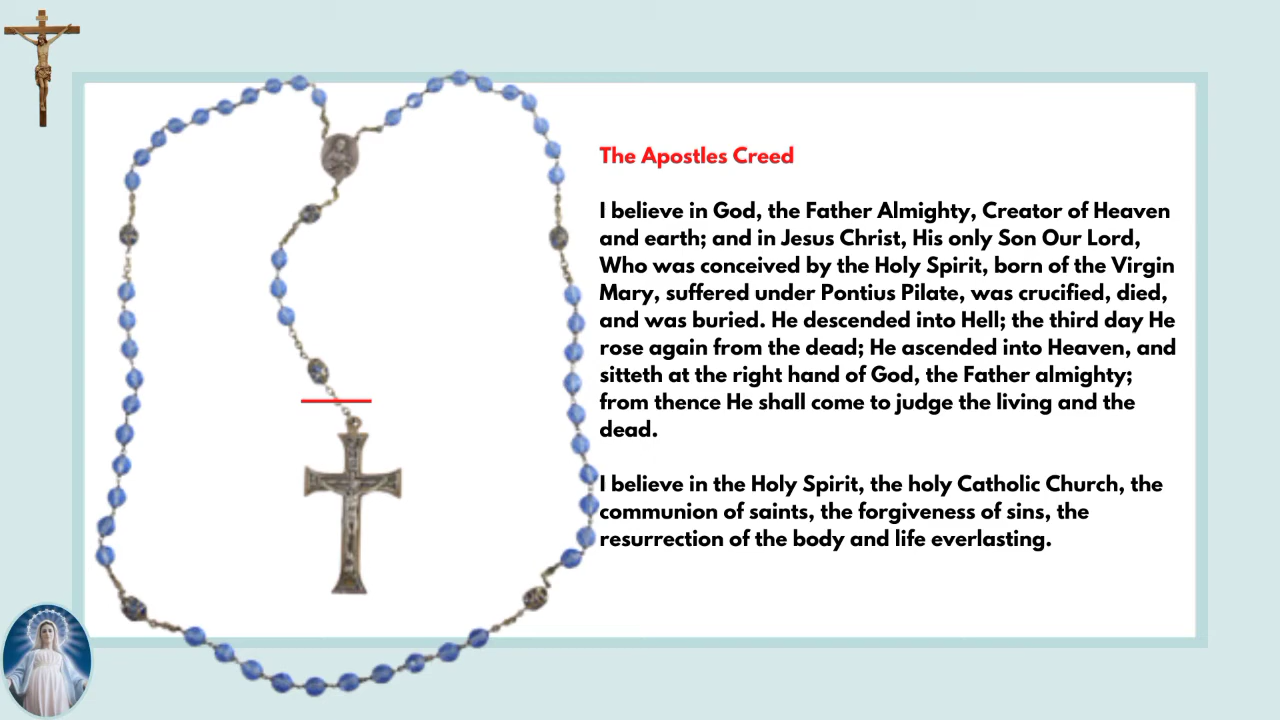 The Apostles Creed
I believe in God, the Father Almighty, Creator of Heaven
and earth; and in Jesus Christ, His only Son Our Lord,
Who was conceived by the Holy Spirit, born of the Virgin
Mary, suffered under Pontius Pilate, was crucified, died,
and was buried. He descended into Hell; the third day He
rose again from the dead; He ascended into Heaven, and
sitteth at the right hand of God, the Father almighty;
from thence He shall come to judge the living and the
dead.
I believe in the Holy Spirit, the holy Catholic Church, the
communion of saints, the forgiveness of sins, the
resurrection of the body and life everlasting.